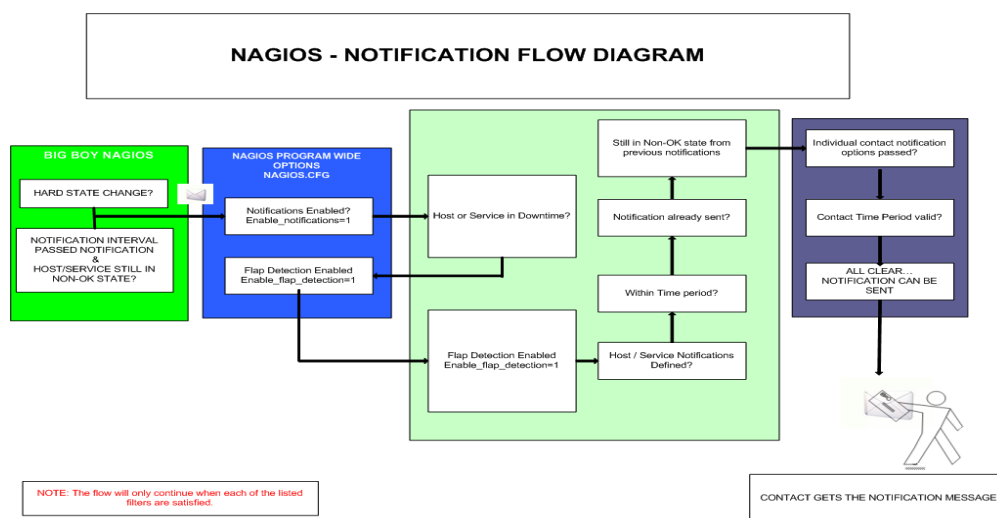 NAGIOS - NOTIFICATION FLOW DIAGRAM
BIG BOY NAGIOS
HARD STATE CHANGE?
NOTIFICATION INTERVAL
PASSED NOTIFICATION
&
HOST/SERVICE STILL IN
NON-OK STATE?
NAGIOS PROGRAM WIDE
OPTIONS
NAGIOS.CFG
Notifications Enabled?
Enable_notifications=1
Flap Detection Enabled
Enable_flap_detection=1
Host or Service in Downtime?
Flap Detection Enabled
Enable_flap_detection=1
Still in Non-OK state from
previous notifications
Notification already sent?
Within Time period?
Host / Service Notifications
Defined?
Individual contact notification
options passed?
Contact Time Period valid?
ALL CLEAR...
NOTIFICATION CAN BE
SENT
NOTE: The flow will only continue when each of the listed
filters are satisfied.
CONTACT GETS THE NOTIFICATION MESSAGE